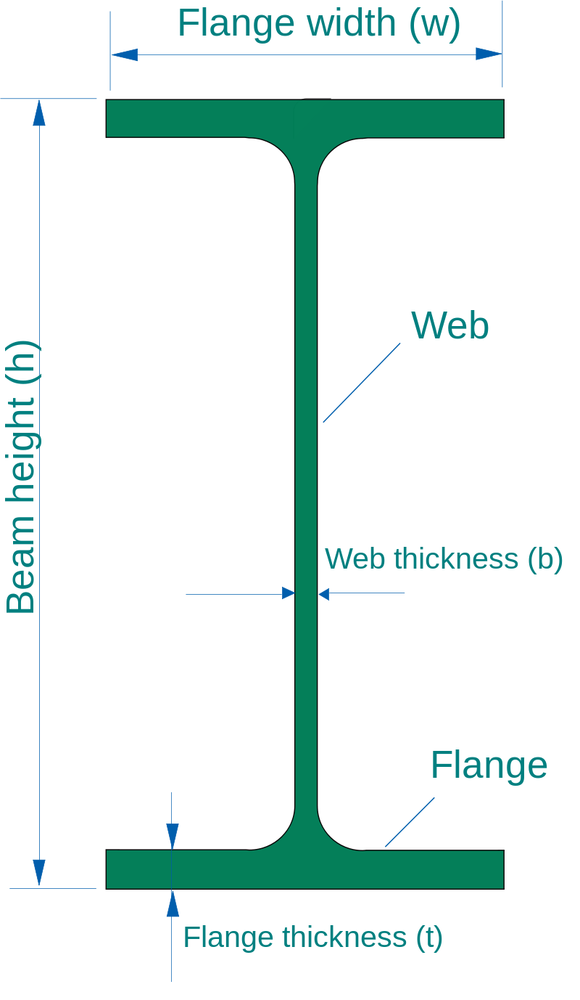 Flange width (w)
Beam height (h)
Web
Web thickness (b)
Flange
Flange thickness (t)